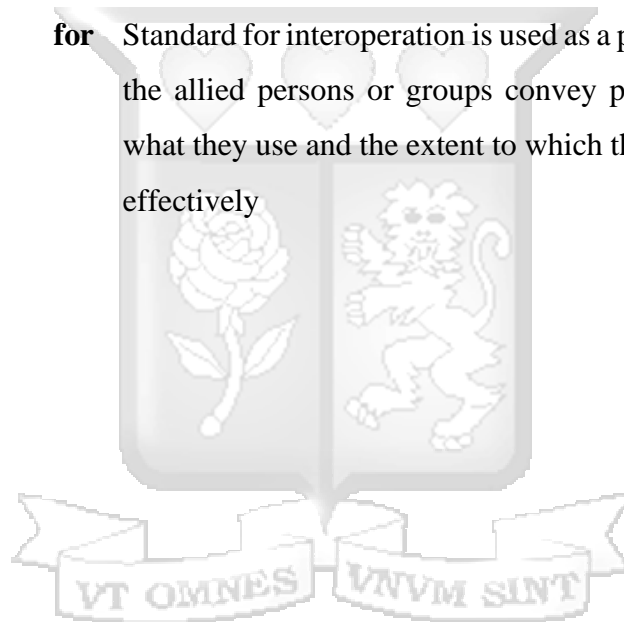 for Standard for interoperation is used as a p
the allied persons or groups convey p
what they use and the extent to which th
effectively
VT OMNES VNVM SINT